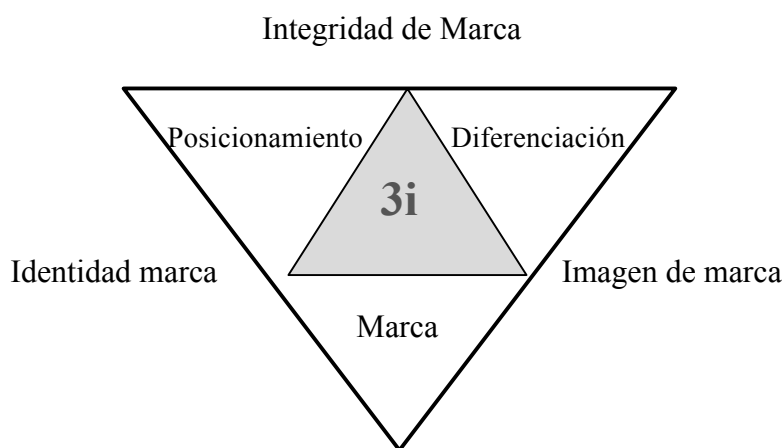 Integridad de Marca
Posicionamiento
Diferenciación
3i
Identidad marca
Imagen de marca
Marca